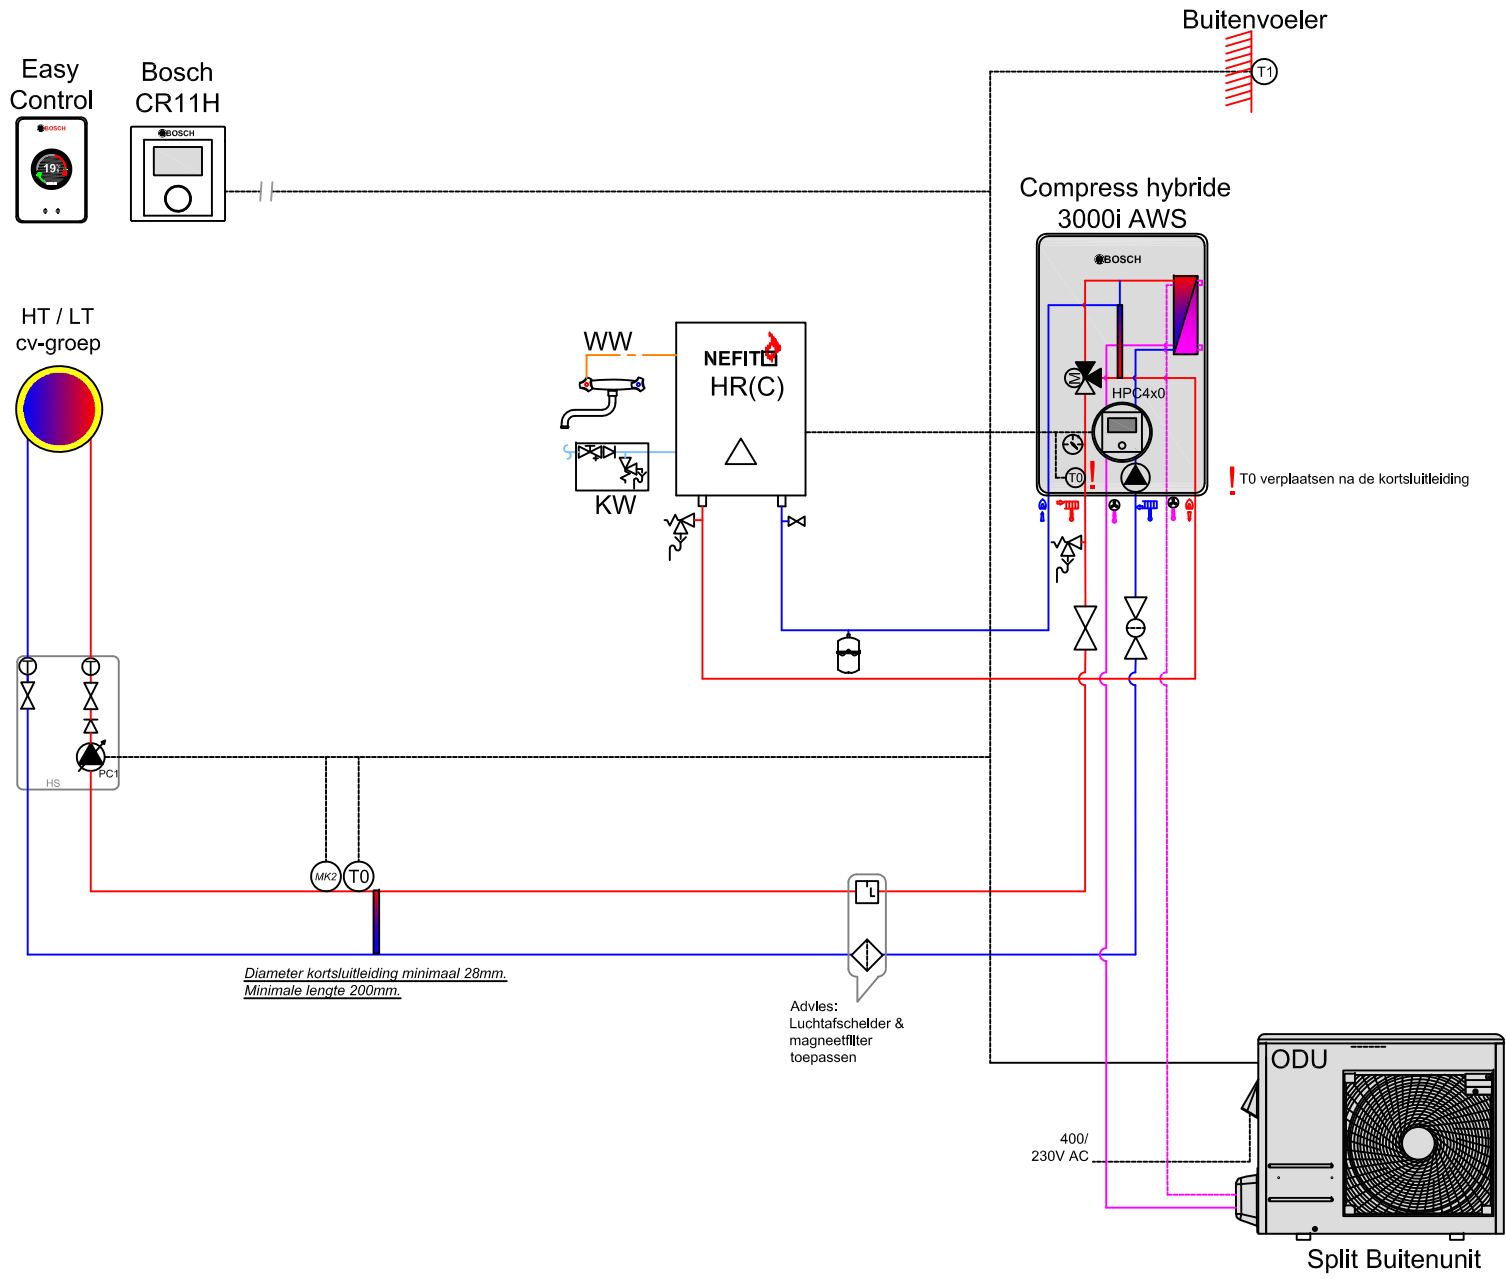 Buitenvoeler
T1
Easy
Control
BOSCH
19
Bosch
CR11H
BOSCH
Compress hybride
3000i AWS
BOSCH
M
HPC4x0
T0
!
! T0 verplaatsen na de kortsluitleiding
HT / LT
cv-groep
WW
NEFIT
HR(C)
KW
T
T
PC1
HS
MK2
T0
L
Diameter kortsluitleiding minimaal 28mm.
Minimale lengte 200mm.
Advies:
Luchtafscheider &
magneetfilter
toepassen
ODU
400/
230V AC
Split Buitenunit